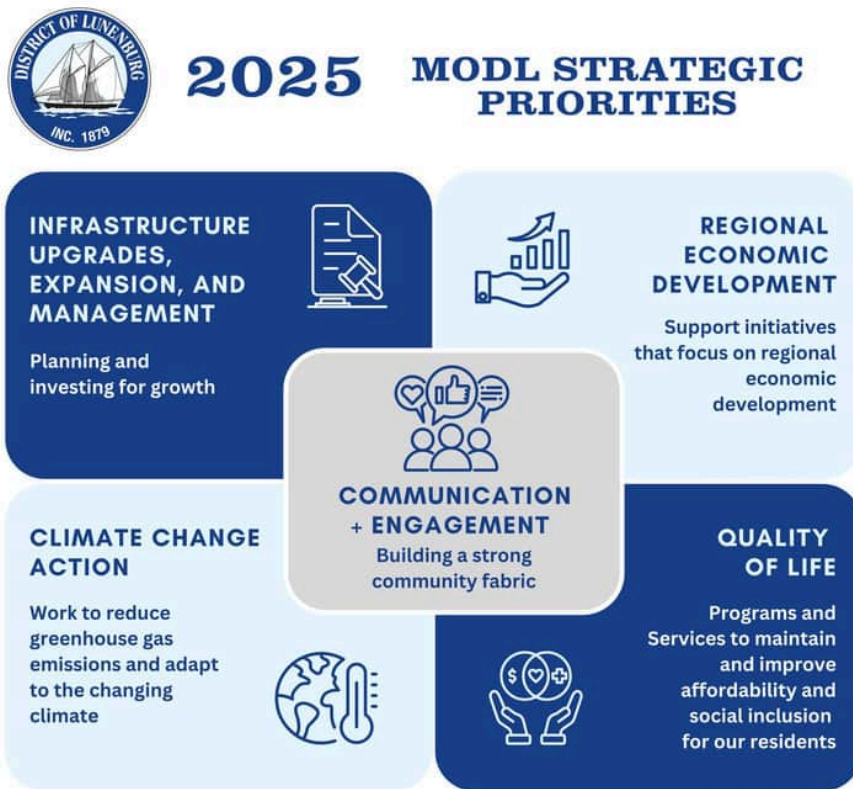 DISTRICT OF LUNENBURG
INC. 1879
2025
MODL STRATEGIC
PRIORITIES
INFRASTRUCTURE
UPGRADES,
EXPANSION, AND
MANAGEMENT
Planning and
investing for growth
REGIONAL
ECONOMIC
DEVELOPMENT
Support initiatives
that focus on regional
economic
development
COMMUNICATION
+ ENGAGEMENT
Building a strong
community fabric
CLIMATE CHANGE
ACTION
Work to reduce
greenhouse gas
emissions and adapt
to the changing
climate
QUALITY
OF LIFE
$
Programs and
Services to maintain
and improve
affordability and
social inclusion
for our residents